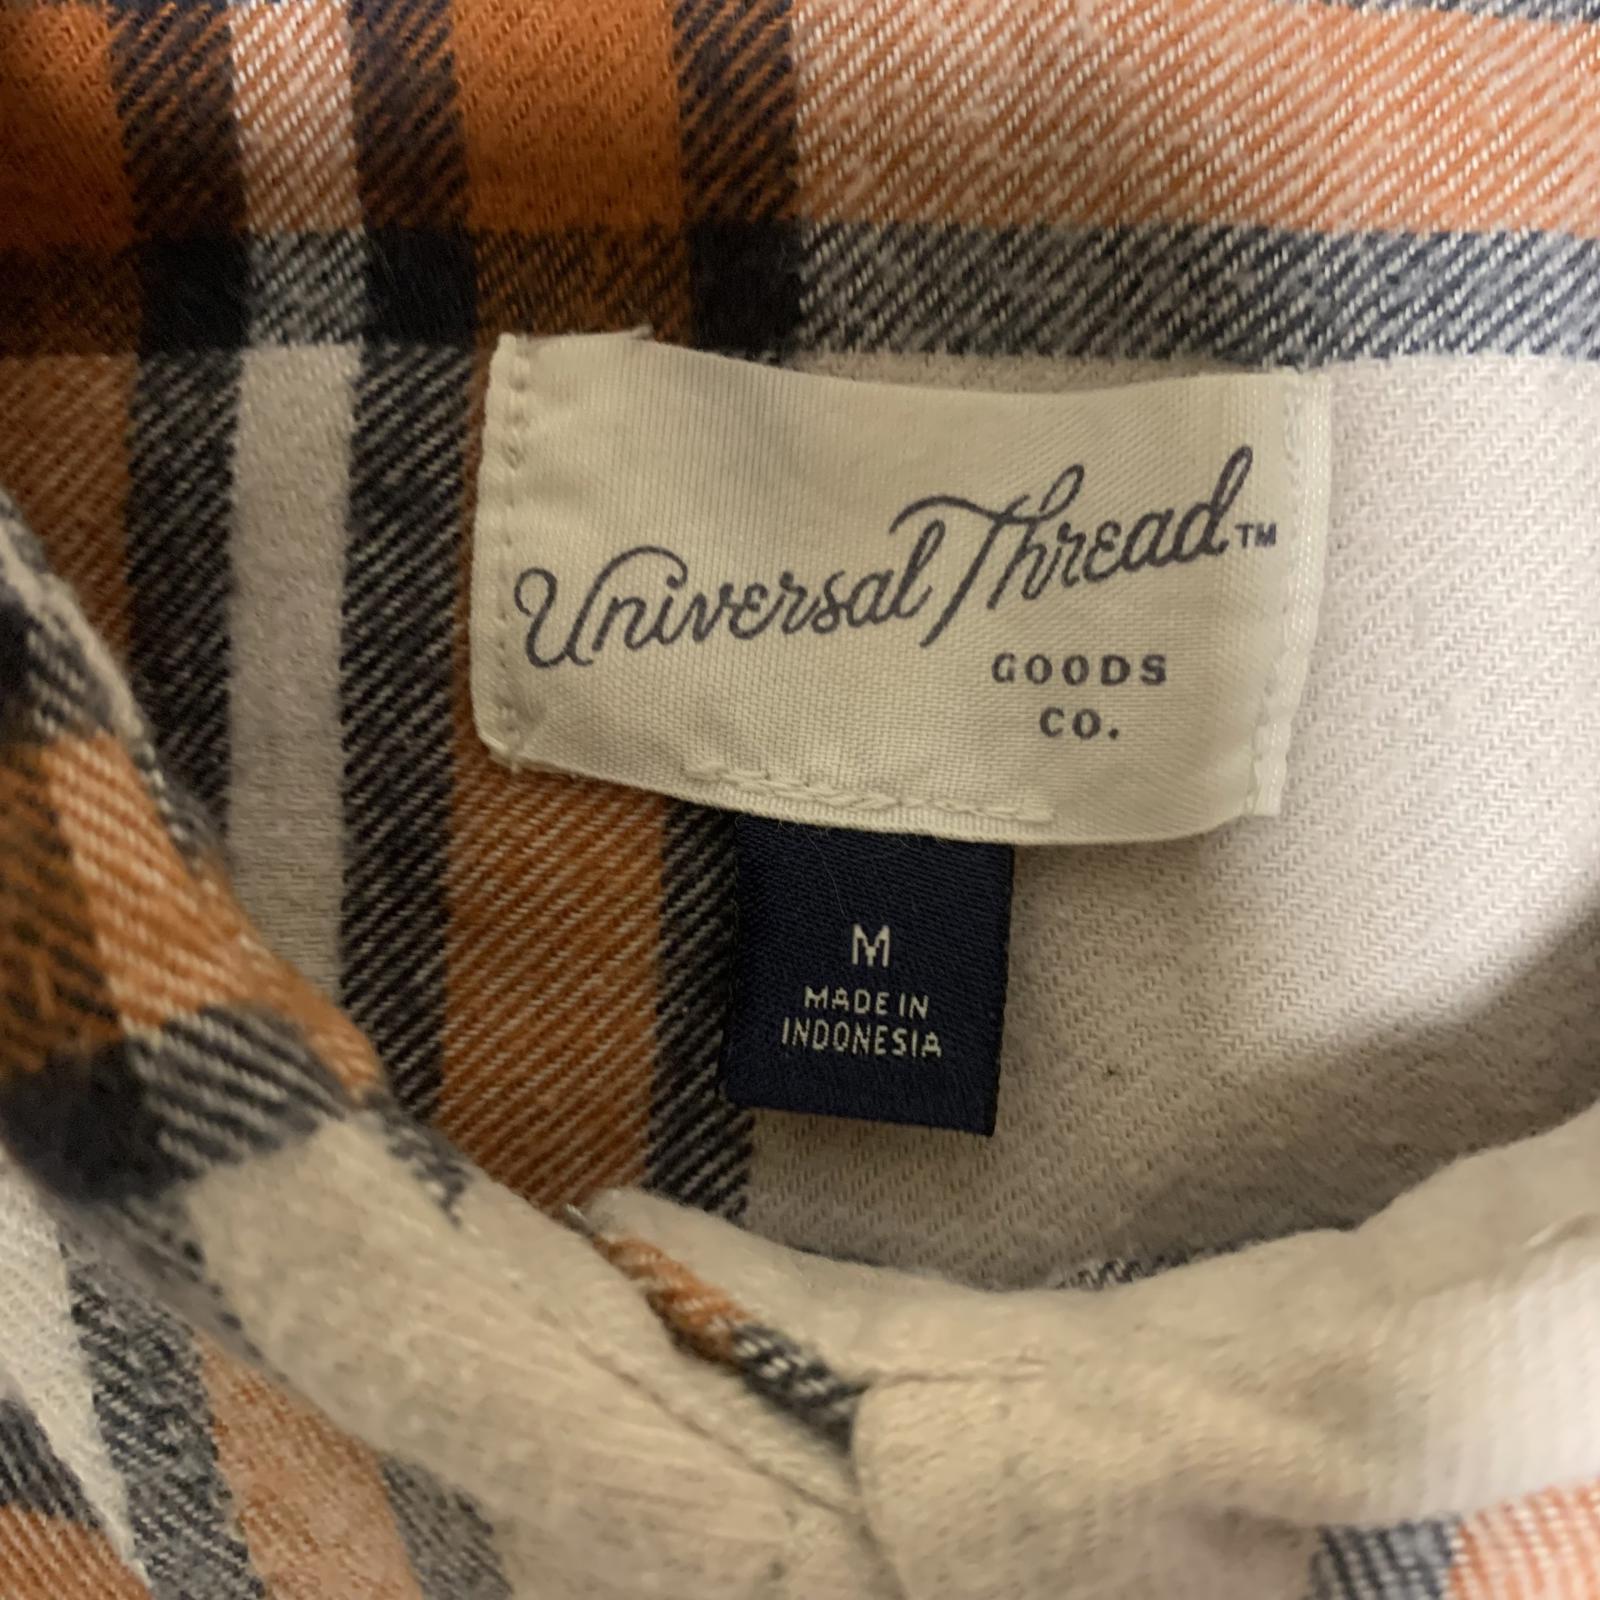 Universal Thread™
GOODS
CO.
M
MADE IN
INDONESIA